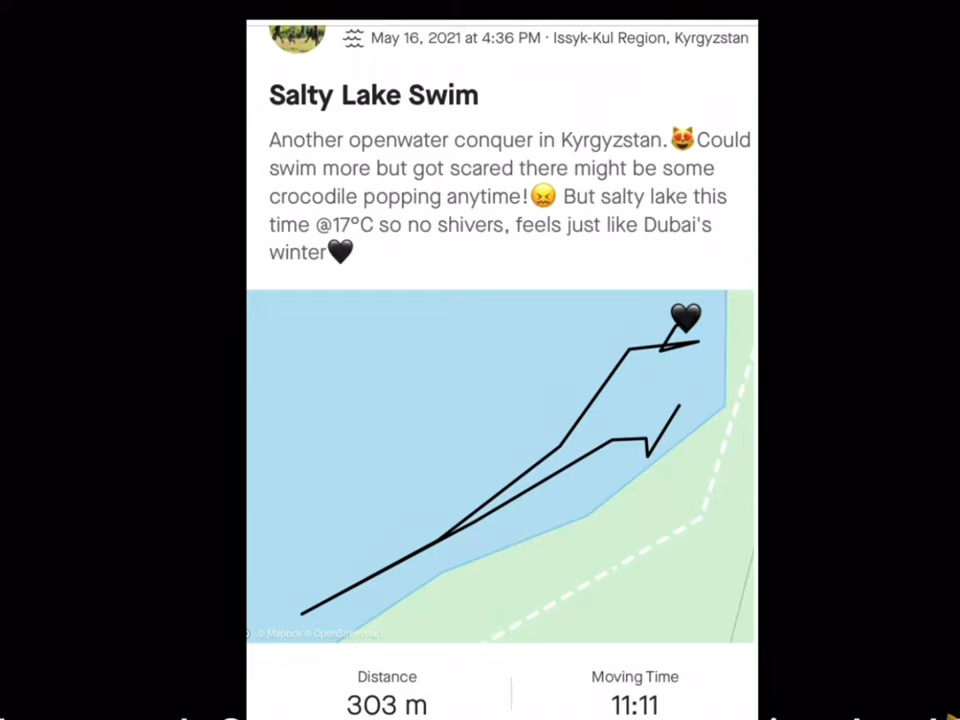 May 16, 2021 at 4:36 PM · Issyk-Kul Region, Kyrgyzstan
Salty Lake Swim
Another openwater conquer in Kyrgyzstan.😻Could
swim more but got scared there might be some
crocodile popping anytime!😖 But salty lake this
time @17°C so no shivers, feels just like Dubai's
winter🖤
© Mapbox © OpenStreetMap
Distance
Moving Time
303 m
11:11